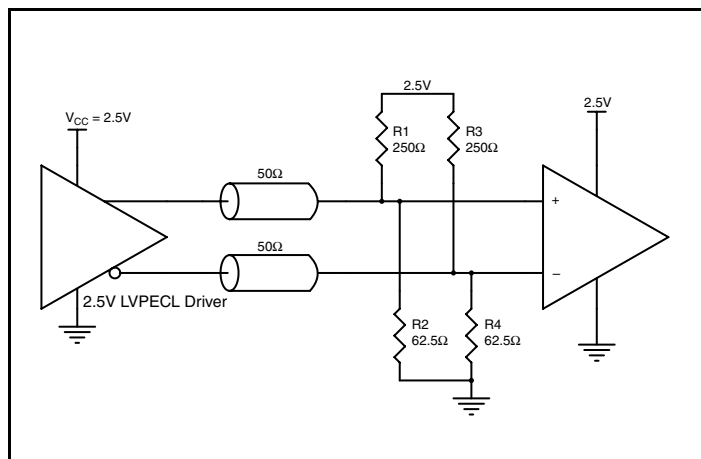 2.5V
V_CC = 2.5V
2.5V
R1
250Ω
R3
250Ω
50Ω
+
50Ω
−
2.5V LVPECL Driver
R2
62.5Ω
R4
62.5Ω